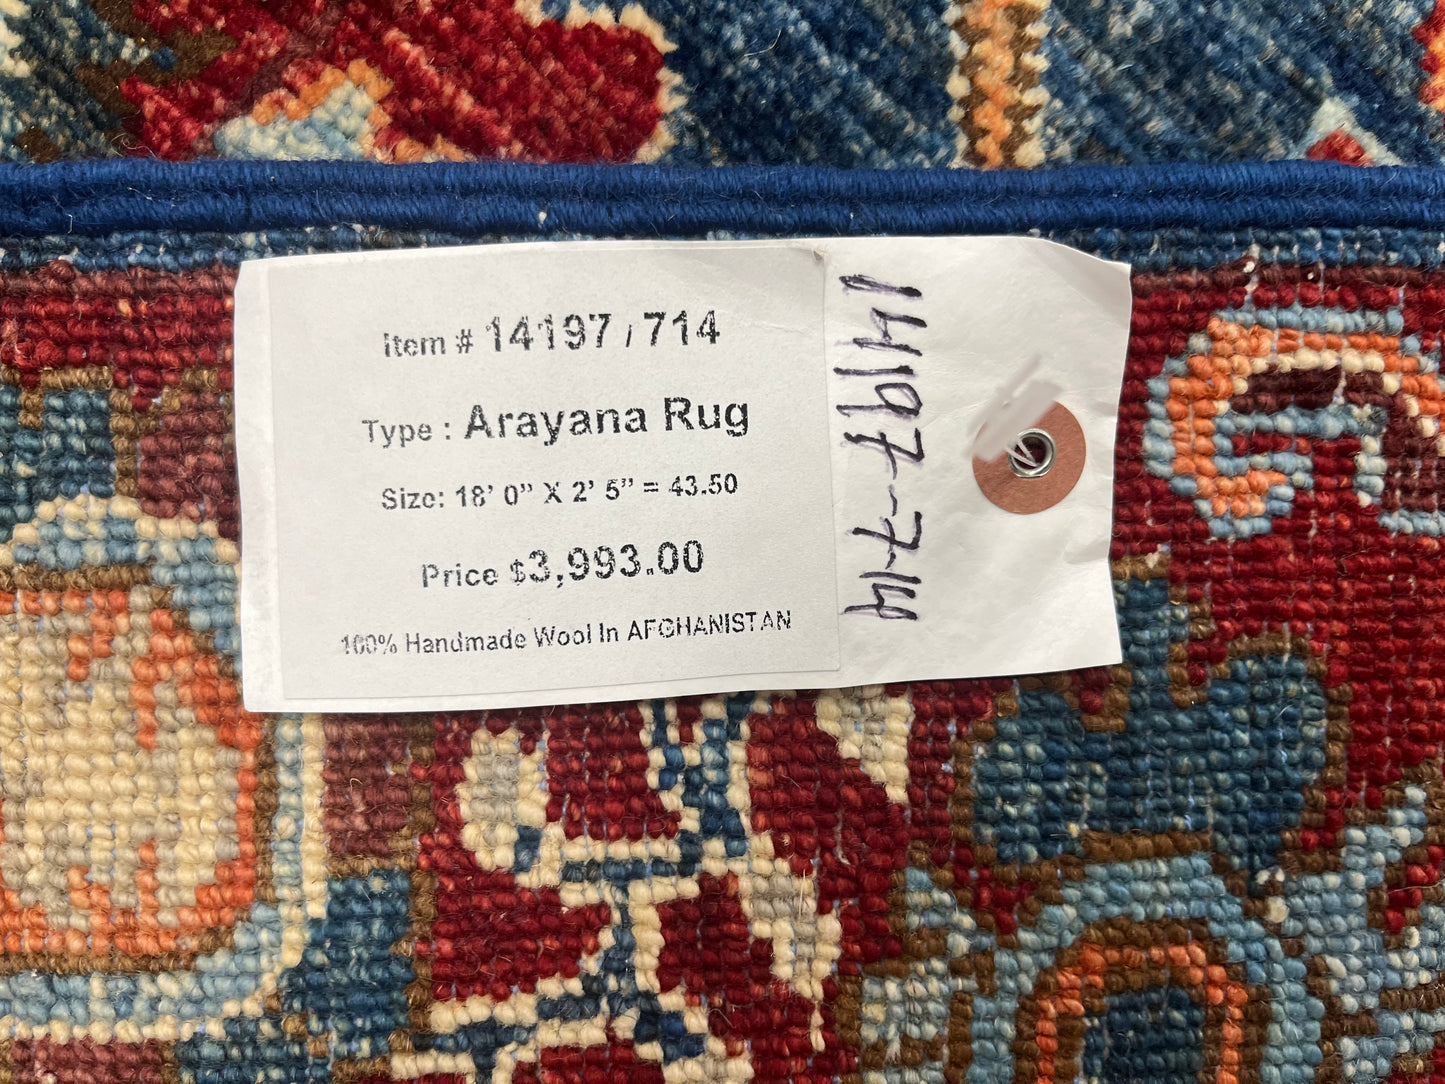 Item # 14197 / 714
Type : Arayana Rug
Size: 18' 0" X 2' 5" = 43.50
Price $3,993.00
100% Handmade Wool In AFGHANISTAN
14197-714